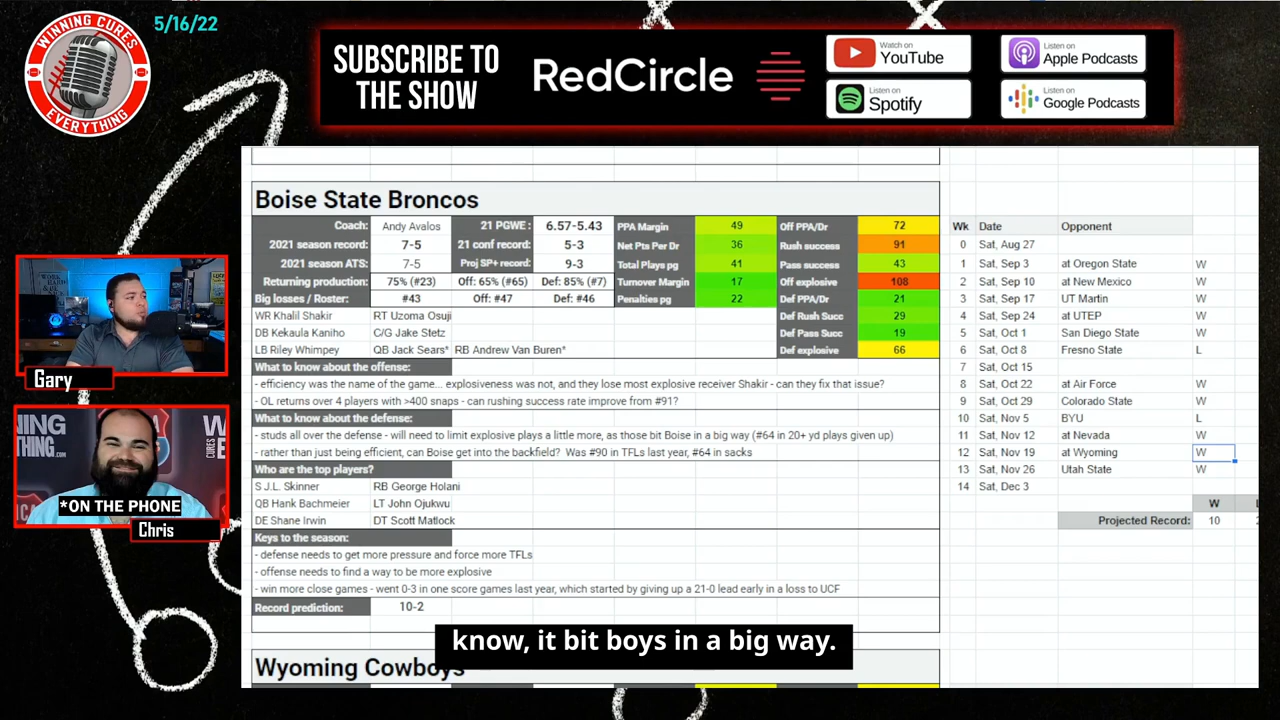 5/16/22
WINNING CURES
EVERYTHING
SUBSCRIBE TO
THE SHOW
RedCircle
Watch on
YouTube
Listen on
Apple Podcasts
Listen on
Spotify
Listen on
Google Podcasts
Boise State Broncos
Coach: Andy Avalos 21 PGWE : 6.57-5.43 PPA Margin 49 Off PPA/Dr 72
2021 season record: 7-5 21 conf record: 5-3 Net Pts Per Dr 36 Rush success 91
2021 season ATS: 7-5 Proj SP+ record: 9-3 Total Plays pg 41 Pass success 43
Returning production: 75% (#23) Off: 65% (#65) Def: 85% (#7) Turnover Margin 17 Off explosive 108
Big losses / Roster: #43 Off: #47 Def: #46 Penalties pg 22 Def PPA/Dr 21
WR Khalil Shakir RT Uzoma Osuji Def Rush Succ 29
DB Kekaula Kaniho C/G Jake Stetz Def Pass Succ 19
LB Riley Whimpey QB Jack Sears* RB Andrew Van Buren* Def explosive 66
What to know about the offense:
- efficiency was the name of the game... explosiveness was not, and they lose most explosive receiver Shakir - can they fix that issue?
- OL returns over 4 players with >400 snaps - can rushing success rate improve from #91?
What to know about the defense:
- studs all over the defense - will need to limit explosive plays a little more, as those bit Boise in a big way (#64 in 20+ yd plays given up)
- rather than just being efficient, can Boise get into the backfield? Was #90 in TFLs last year, #64 in sacks
Who are the top players?
S J.L. Skinner RB George Holani
QB Hank Bachmeier LT John Ojukwu
DE Shane Irwin DT Scott Matlock
Keys to the season:
- defense needs to get more pressure and force more TFLs
- offense needs to find a way to be more explosive
- win more close games - went 0-3 in one score games last year, which started by giving up a 21-0 lead early in a loss to UCF
Record prediction: 10-2
Wyoming Cowboys
Wk Date Opponent
0 Sat, Aug 27
1 Sat, Sep 3 at Oregon State W
2 Sat, Sep 10 at New Mexico W
3 Sat, Sep 17 UT Martin W
4 Sat, Sep 24 at UTEP W
5 Sat, Oct 1 San Diego State W
6 Sat, Oct 8 Fresno State L
7 Sat, Oct 15
8 Sat, Oct 22 at Air Force W
9 Sat, Oct 29 Colorado State W
10 Sat, Nov 5 BYU L
11 Sat, Nov 12 at Nevada W
12 Sat, Nov 19 at Wyoming W
13 Sat, Nov 26 Utah State W
14 Sat, Dec 3
W
Projected Record: 10
Gary
*ON THE PHONE
Chris
know, it bit boys in a big way.